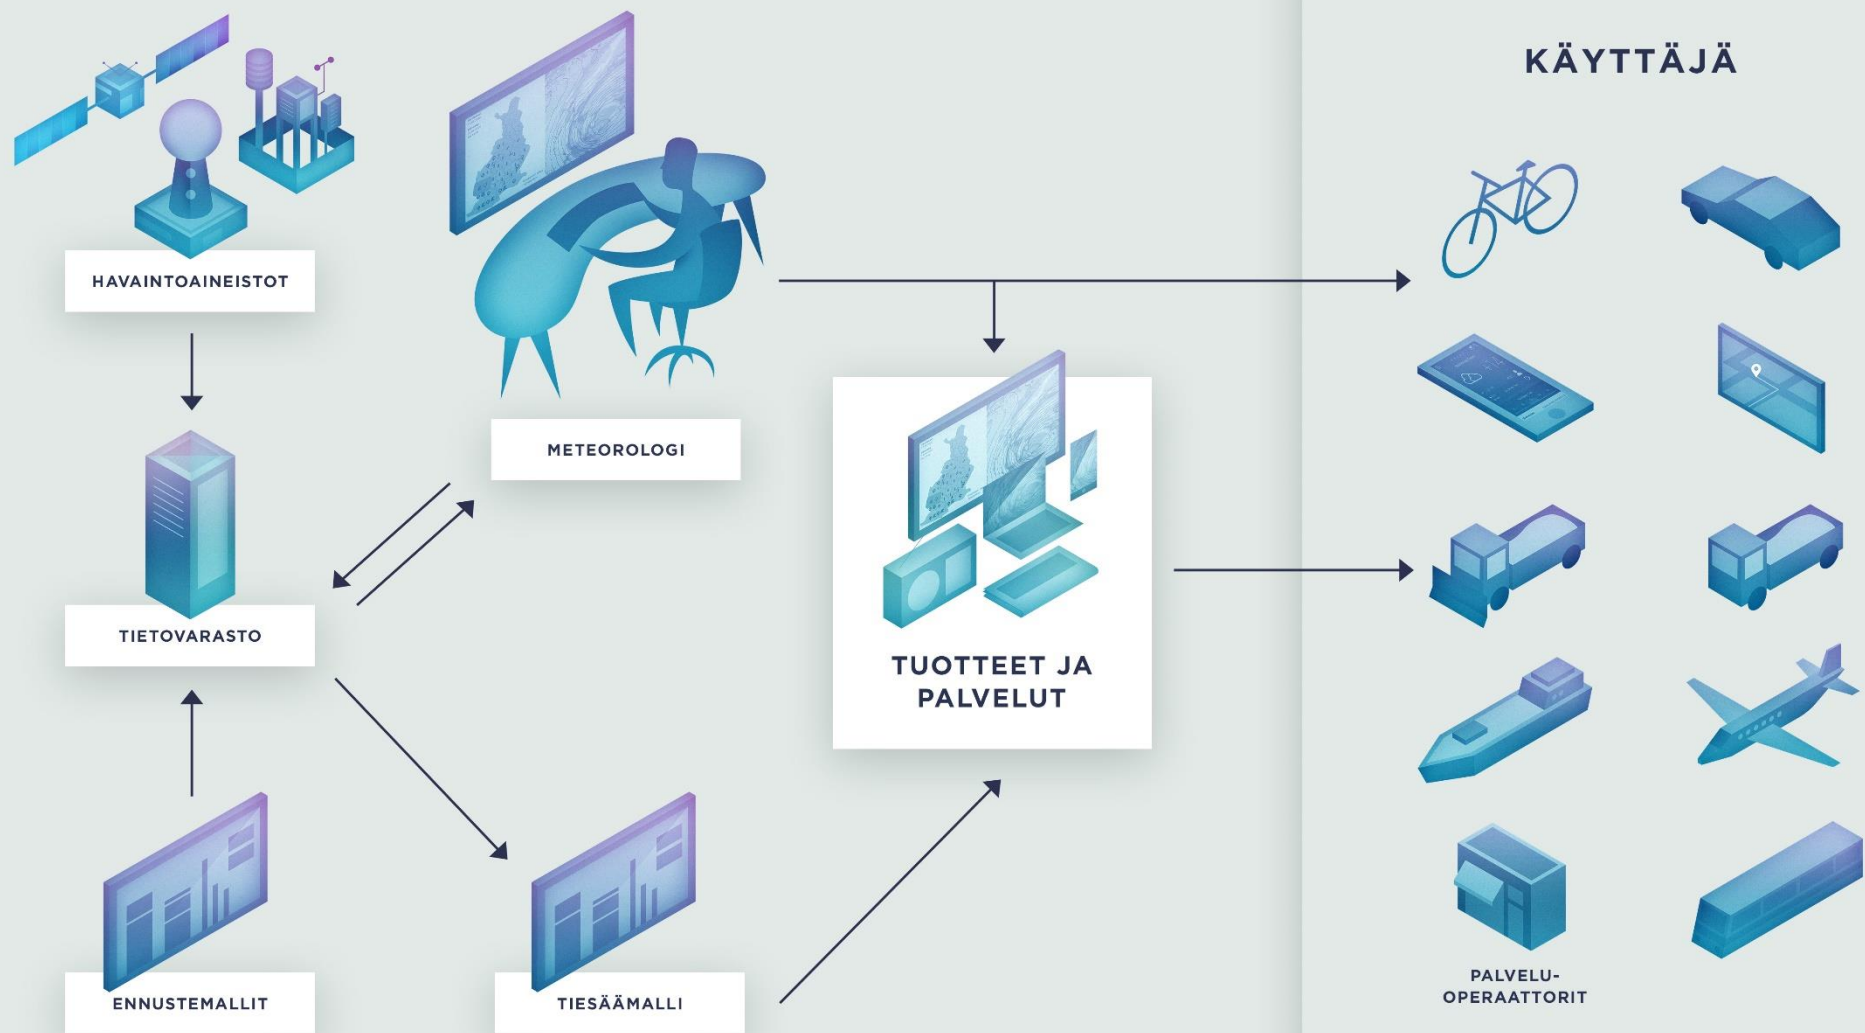 KÄYTTÄJÄ
HAVAINTOAINEISTOT
METEOROLOGI
TIETOVARASTO
TUOTTEET JA
PALVELUT
ENNUSTEMALLIT
TIESÄÄMALLI
PALVELU-
OPERAATTORIT